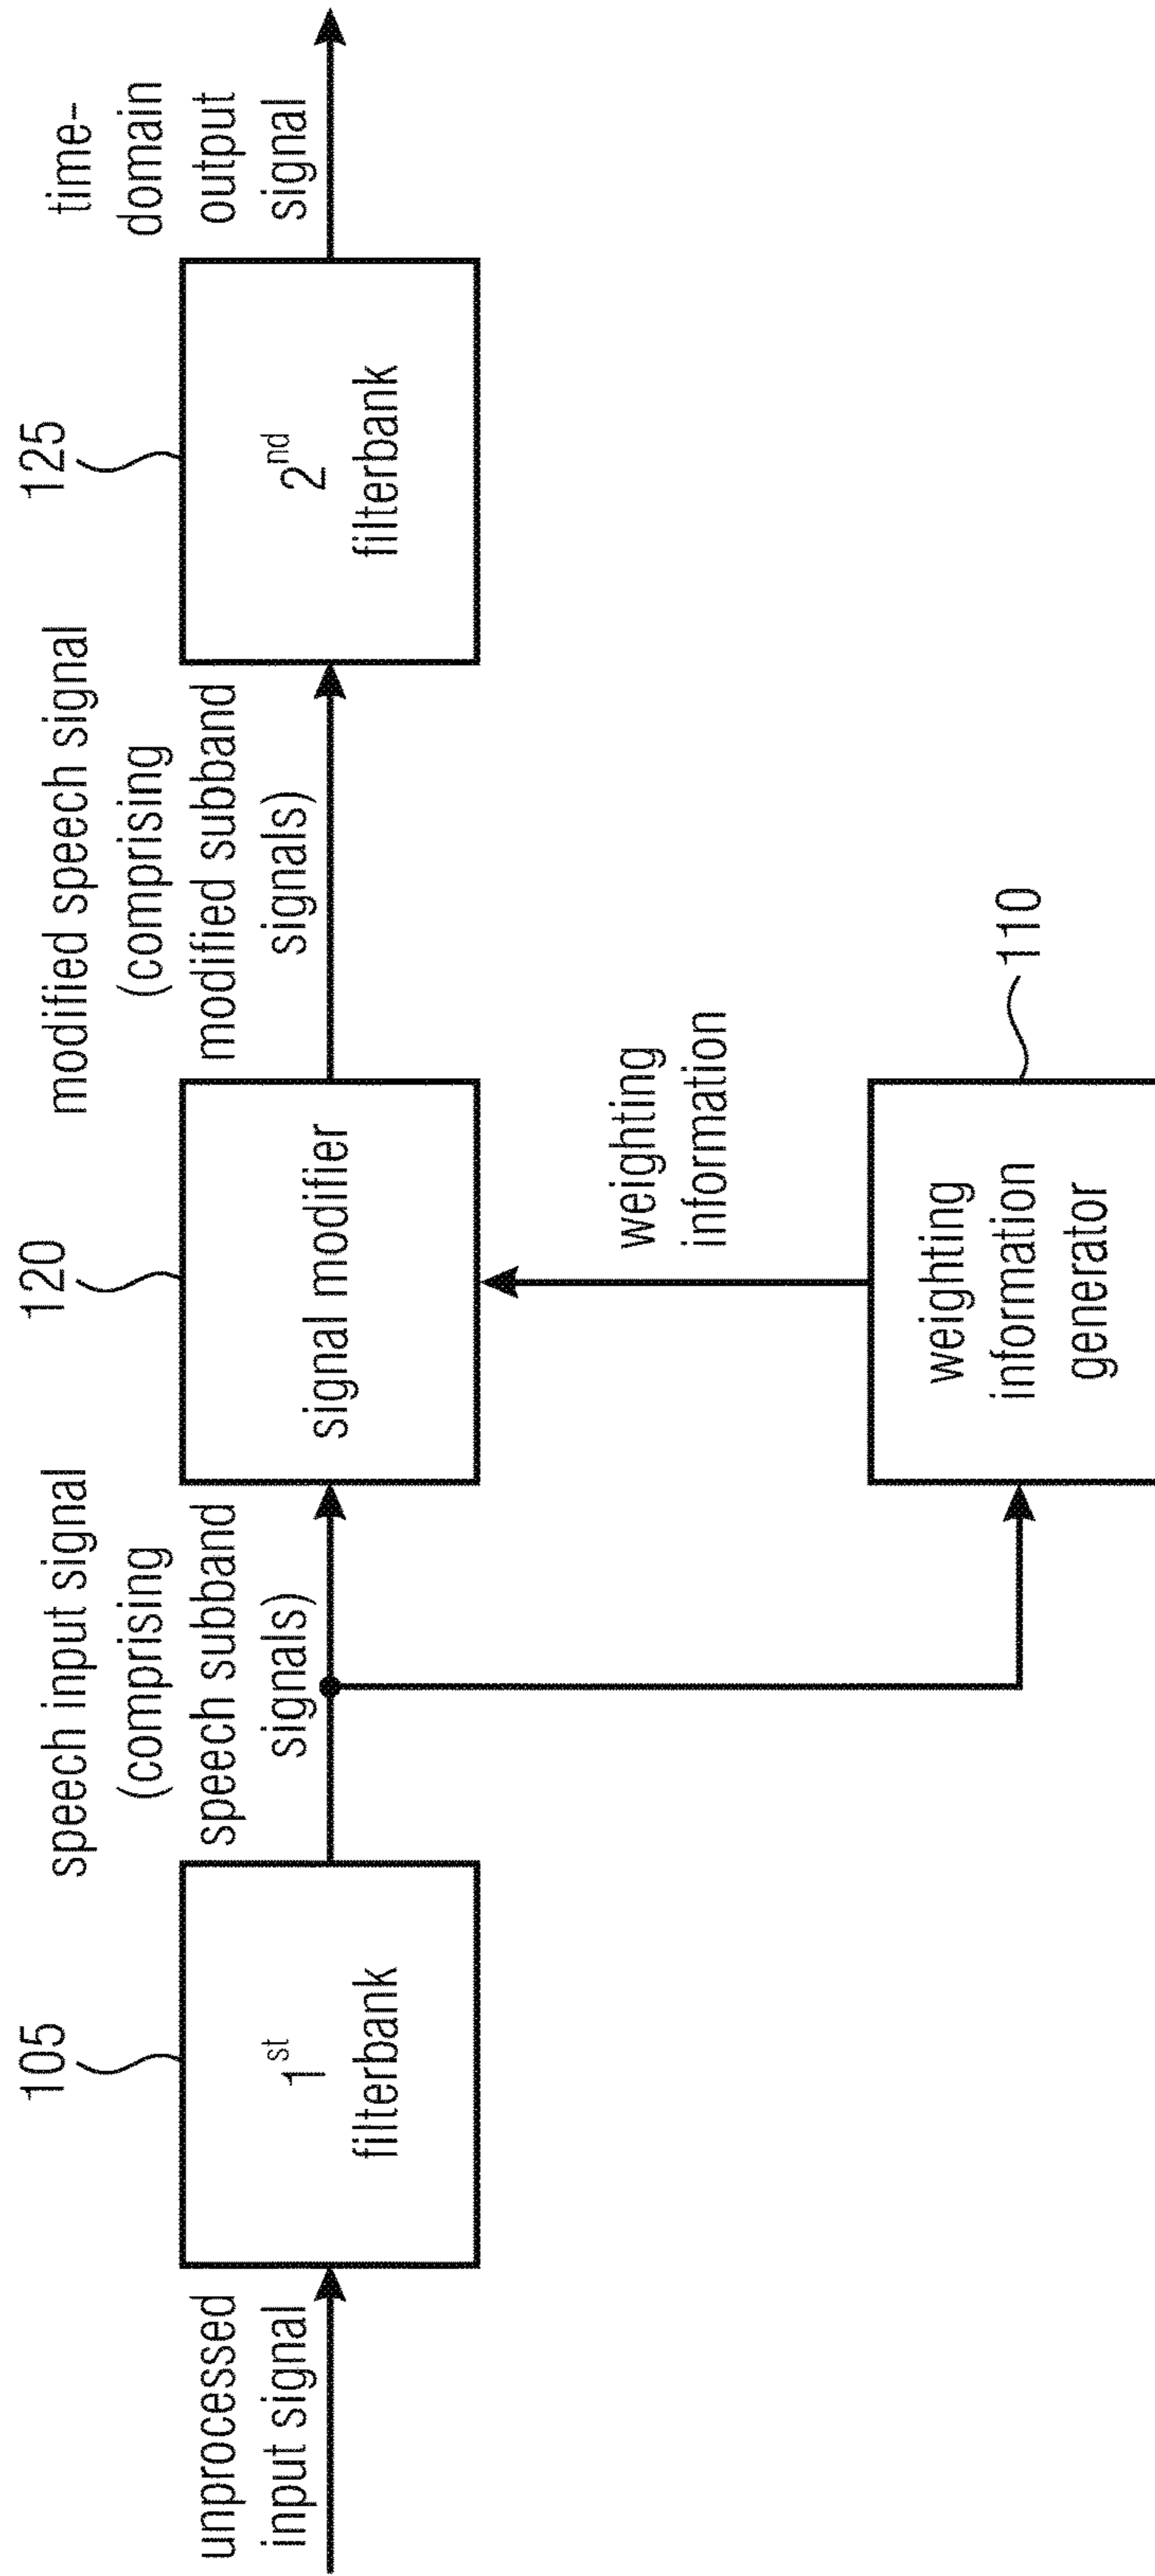 unprocessed
input signal
105
1st
filterbank
speech input signal
(comprising
speech subband
signals)
120
signal modifier
weighting
information
weighting
information
generator
110
modified speech signal
(comprising
modified subband
signals)
125
2nd
filterbank
time-
domain
output
signal